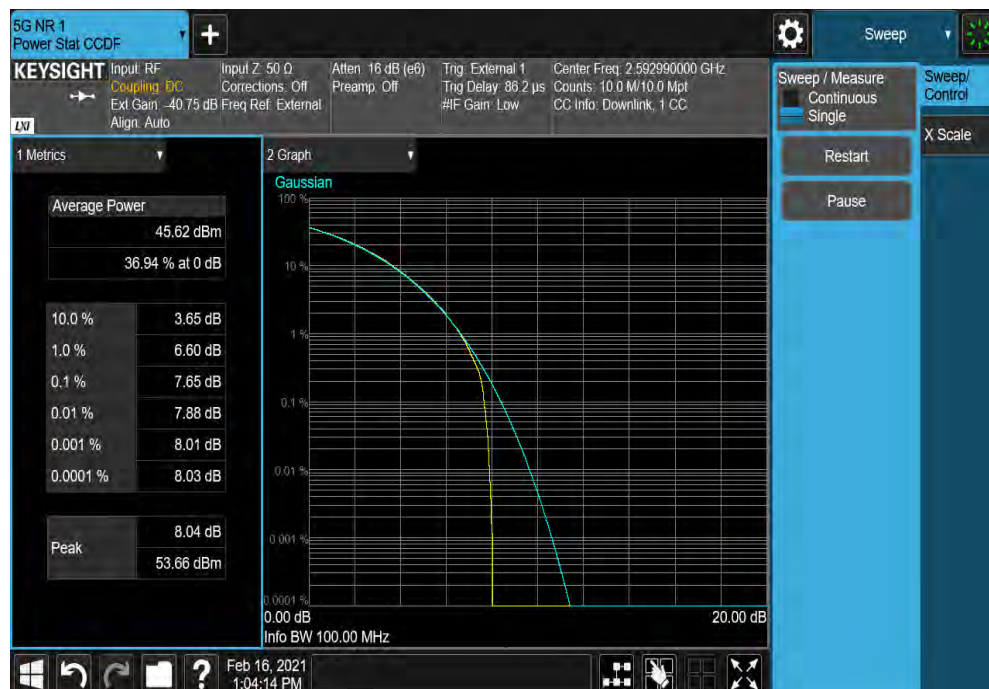 5G NR 1
Power Stat CCDF
+
Sweep
KEYSIGHT
LXI
Input: RF
Coupling: DC
Ext Gain: -40.75 dB
Align: Auto
Input Z: 50 Ω
Corrections: Off
Freq Ref: External
Atten: 16 dB (e6)
Preamp: Off
Trig: External 1
Trig Delay: 86.2 µs
#IF Gain: Low
Center Freq: 2.592990000 GHz
Counts: 10.0 M/10.0 Mpt
CC Info: Downlink, 1 CC
Sweep / Measure
Continuous
Single
Restart
Pause
Sweep/
Control
X Scale
1 Metrics
Average Power
45.62 dBm
36.94 % at 0 dB
10.0 % 3.65 dB
1.0 % 6.60 dB
0.1 % 7.65 dB
0.01 % 7.88 dB
0.001 % 8.01 dB
0.0001 % 8.03 dB
Peak
8.04 dB
53.66 dBm
2 Graph
Gaussian
100 %
10 %
1 %
0.1 %
0.01 %
0.001 %
0.0001 %
0.00 dB 20.00 dB
Info BW 100.00 MHz
?
Feb 16, 2021
1:04:14 PM